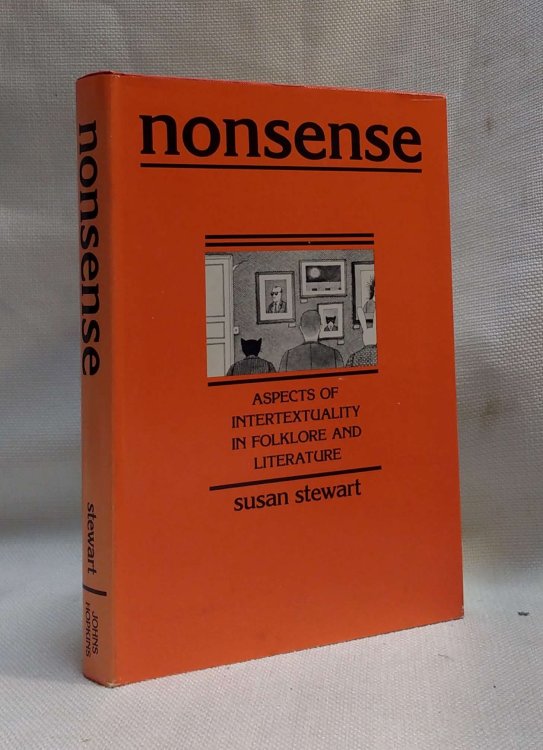 nonsense
ASPECTS OF
INTERTEXTUALITY
IN FOLKLORE AND
LITERATURE
susan stewart
nonsense
stewart
JOHNS
HOPKINS